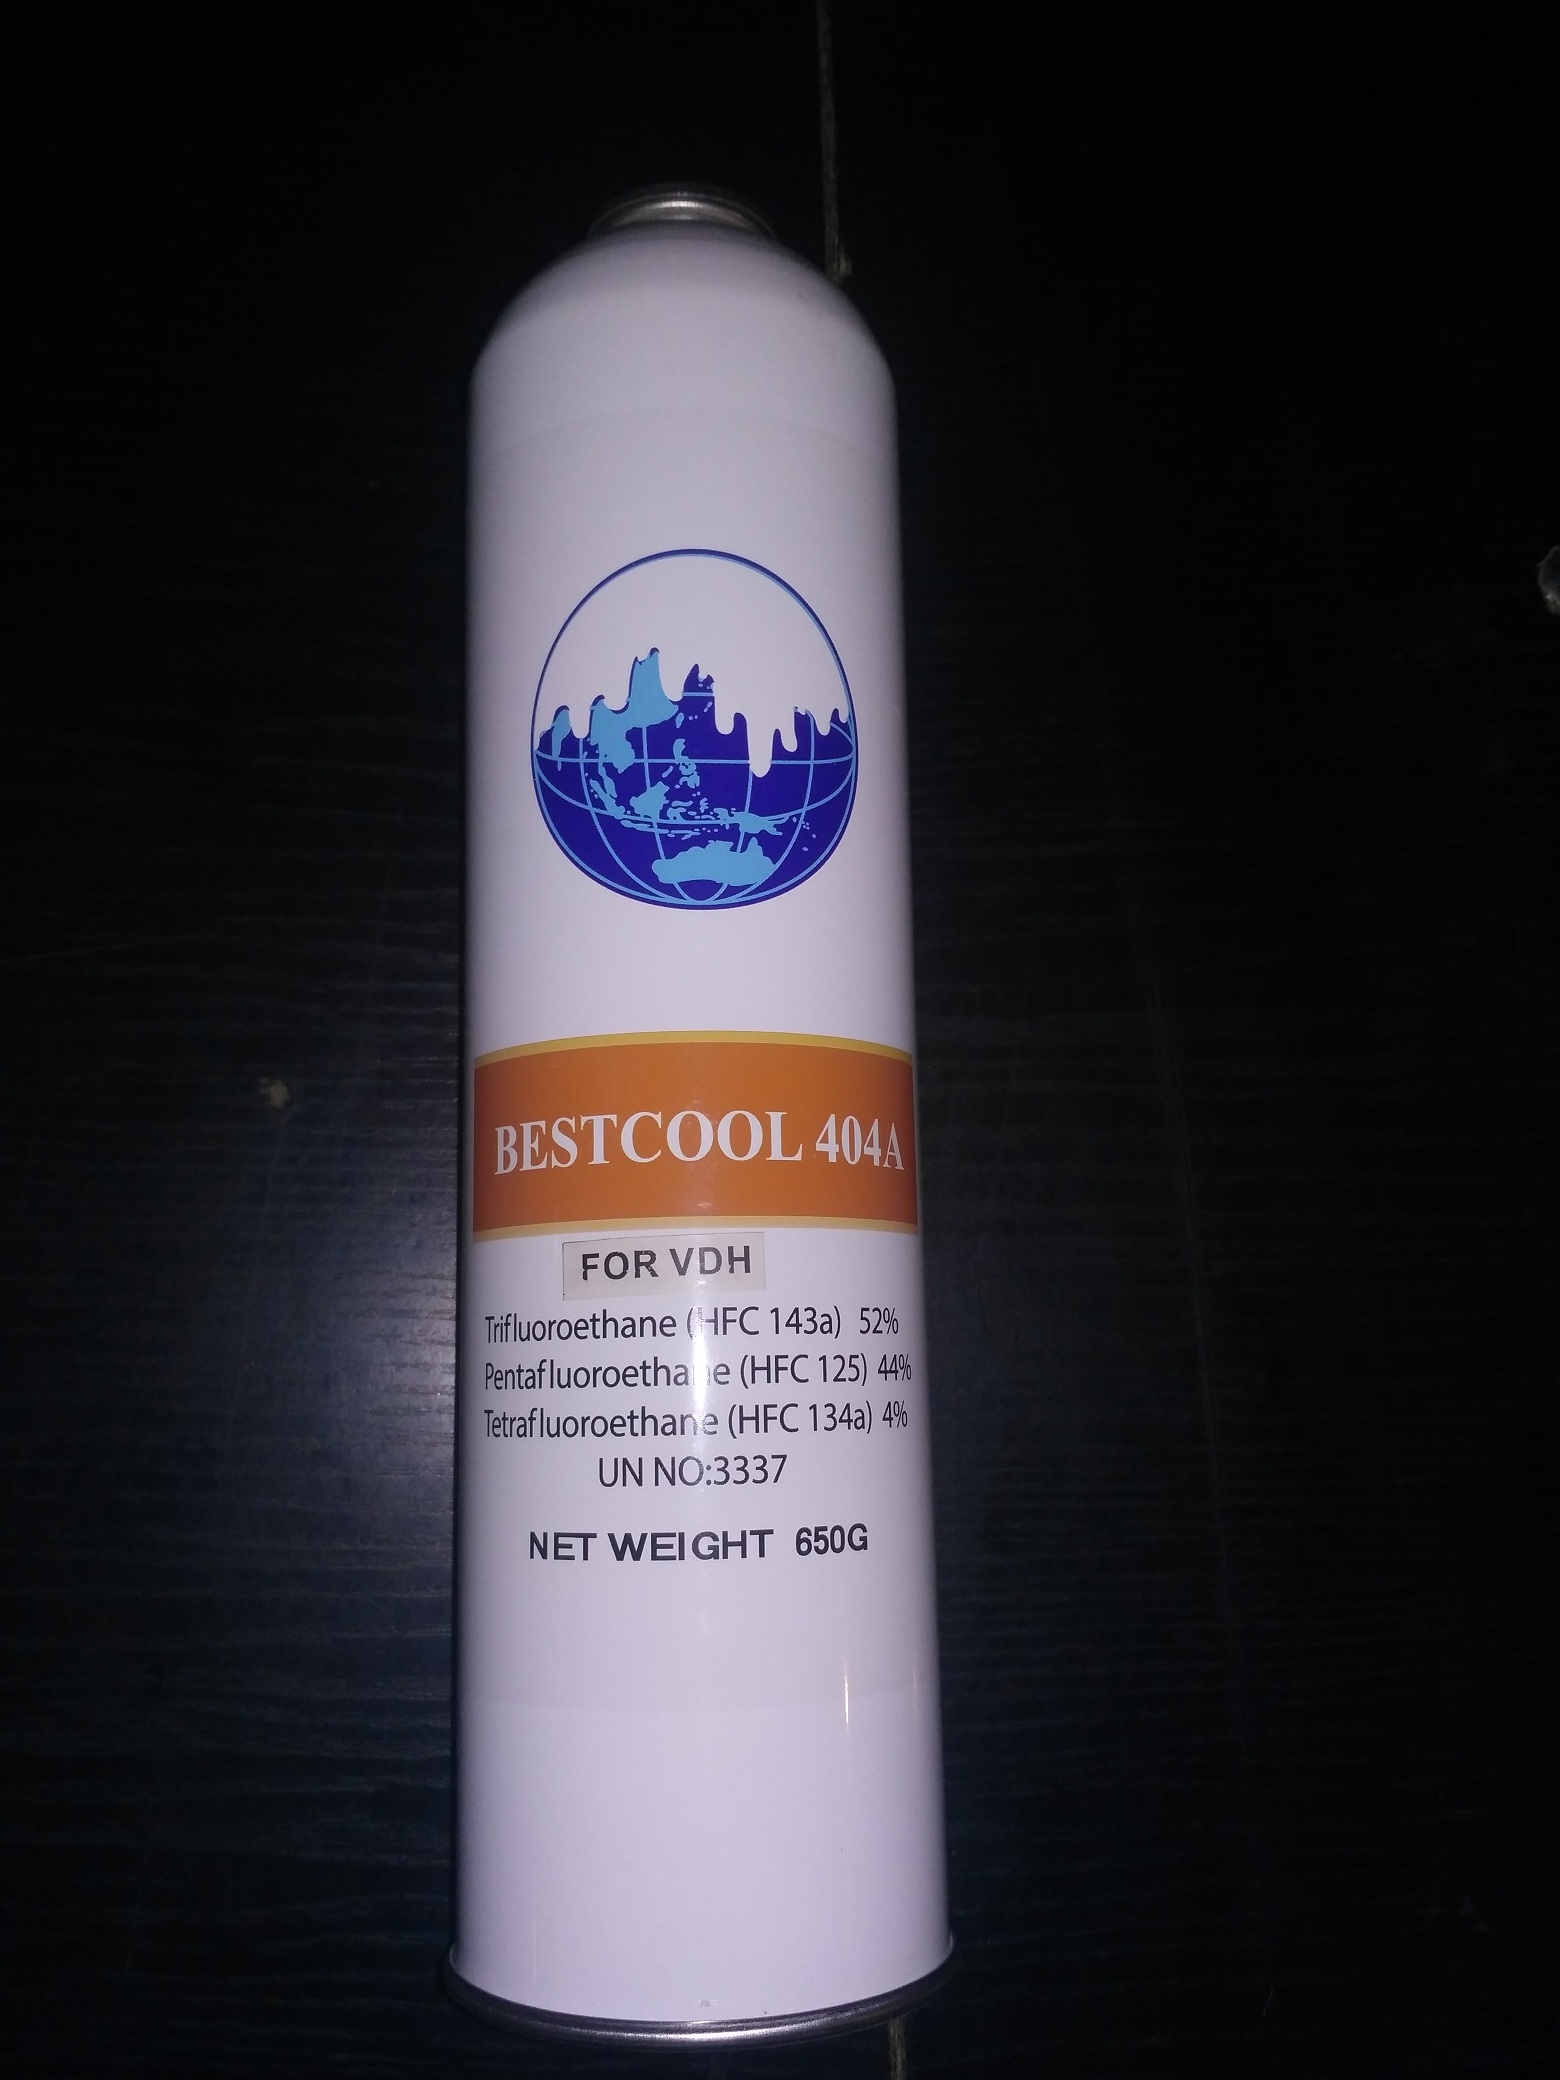 BESTCOOL 404A
FOR VDH
Trifluoroethane (HFC 143a) 52%
Pentafluoroethane (HFC 125) 44%
Tetrafluoroethane (HFC 134a) 4%
UN NO:3337
NET WEIGHT 650G